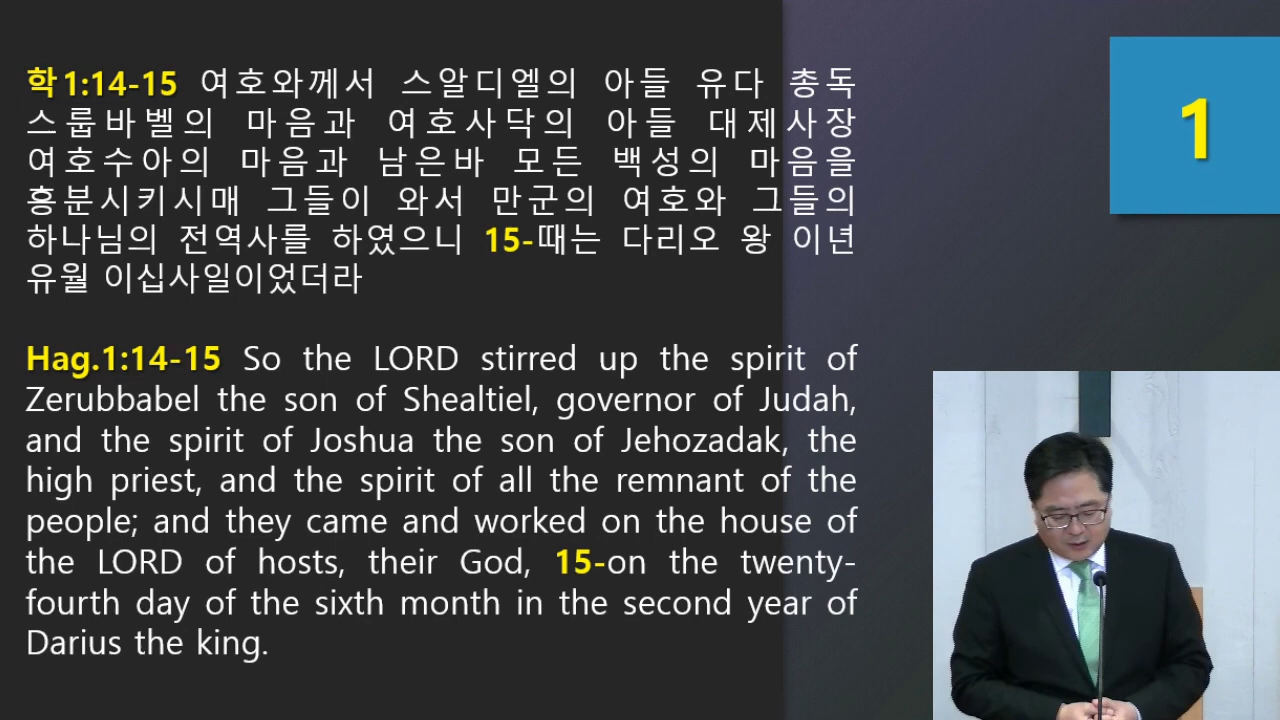 학1:14-15 여호와께서 스알디엘의 아들 유다 총독
스룹바벨의 마음과 여호사닥의 아들 대제사장
여호수아의 마음과 남은바 모든 백성의 마음을
흥분시키시매 그들이 와서 만군의 여호와 그들의
하나님의 전역사를 하였으니 15-때는 다리오 왕 이년
유월 이십사일이었더라
Hag.1:14-15 So the LORD stirred up the spirit of
Zerubbabel the son of Shealtiel, governor of Judah,
and the spirit of Joshua the son of Jehozadak, the
high priest, and the spirit of all the remnant of the
people; and they came and worked on the house of
the LORD of hosts, their God, 15-on the twenty-
fourth day of the sixth month in the second year of
Darius the king.
1